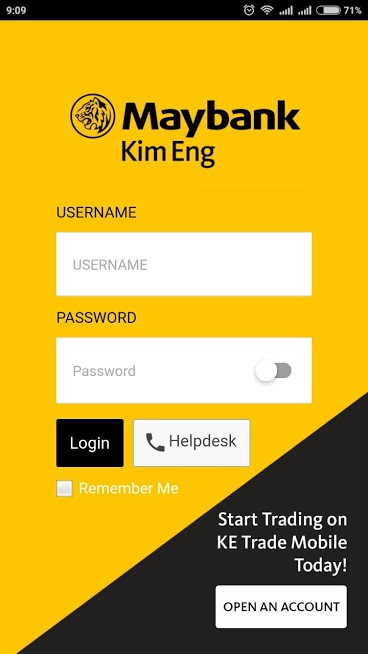 9:09
71%
Maybank
Kim Eng
USERNAME
USERNAME
PASSWORD
Password
Login
Helpdesk
Remember Me
Start Trading on
KE Trade Mobile
Today!
OPEN AN ACCOUNT